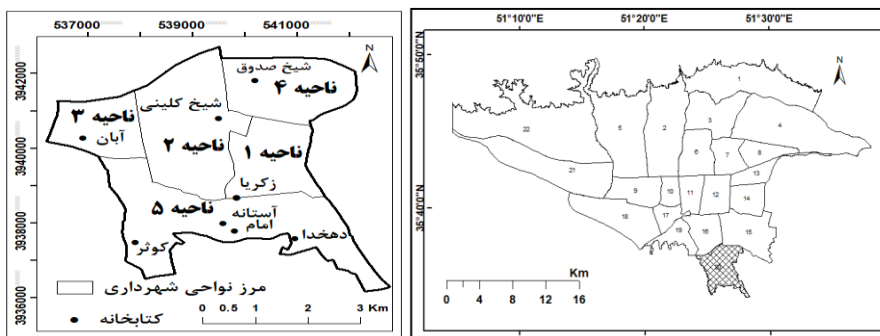 537000 539000 541000
3942000
3940000
3938000
3936000
N
شیخ صدوق
ناحیه ۴
شیخ کلینی
ناحیه ۳
آبان
ناحیه ۲
ناحیه ۱
زکریا
ناحیه ۵
آستانه
امام
دهخدا
کوثر
مرز نواحی شهرداری
کتابخانه
0 0.5 1 2 3 Km
51°10'0"E 51°20'0"E 51°30'0"E
35°50'0"N
35°40'0"N
N
1
3
4
22
5
2
6
7
8
21
13
9
10
11
12
14
18
17
19
16
15
Km
0 2 4 8 12 16